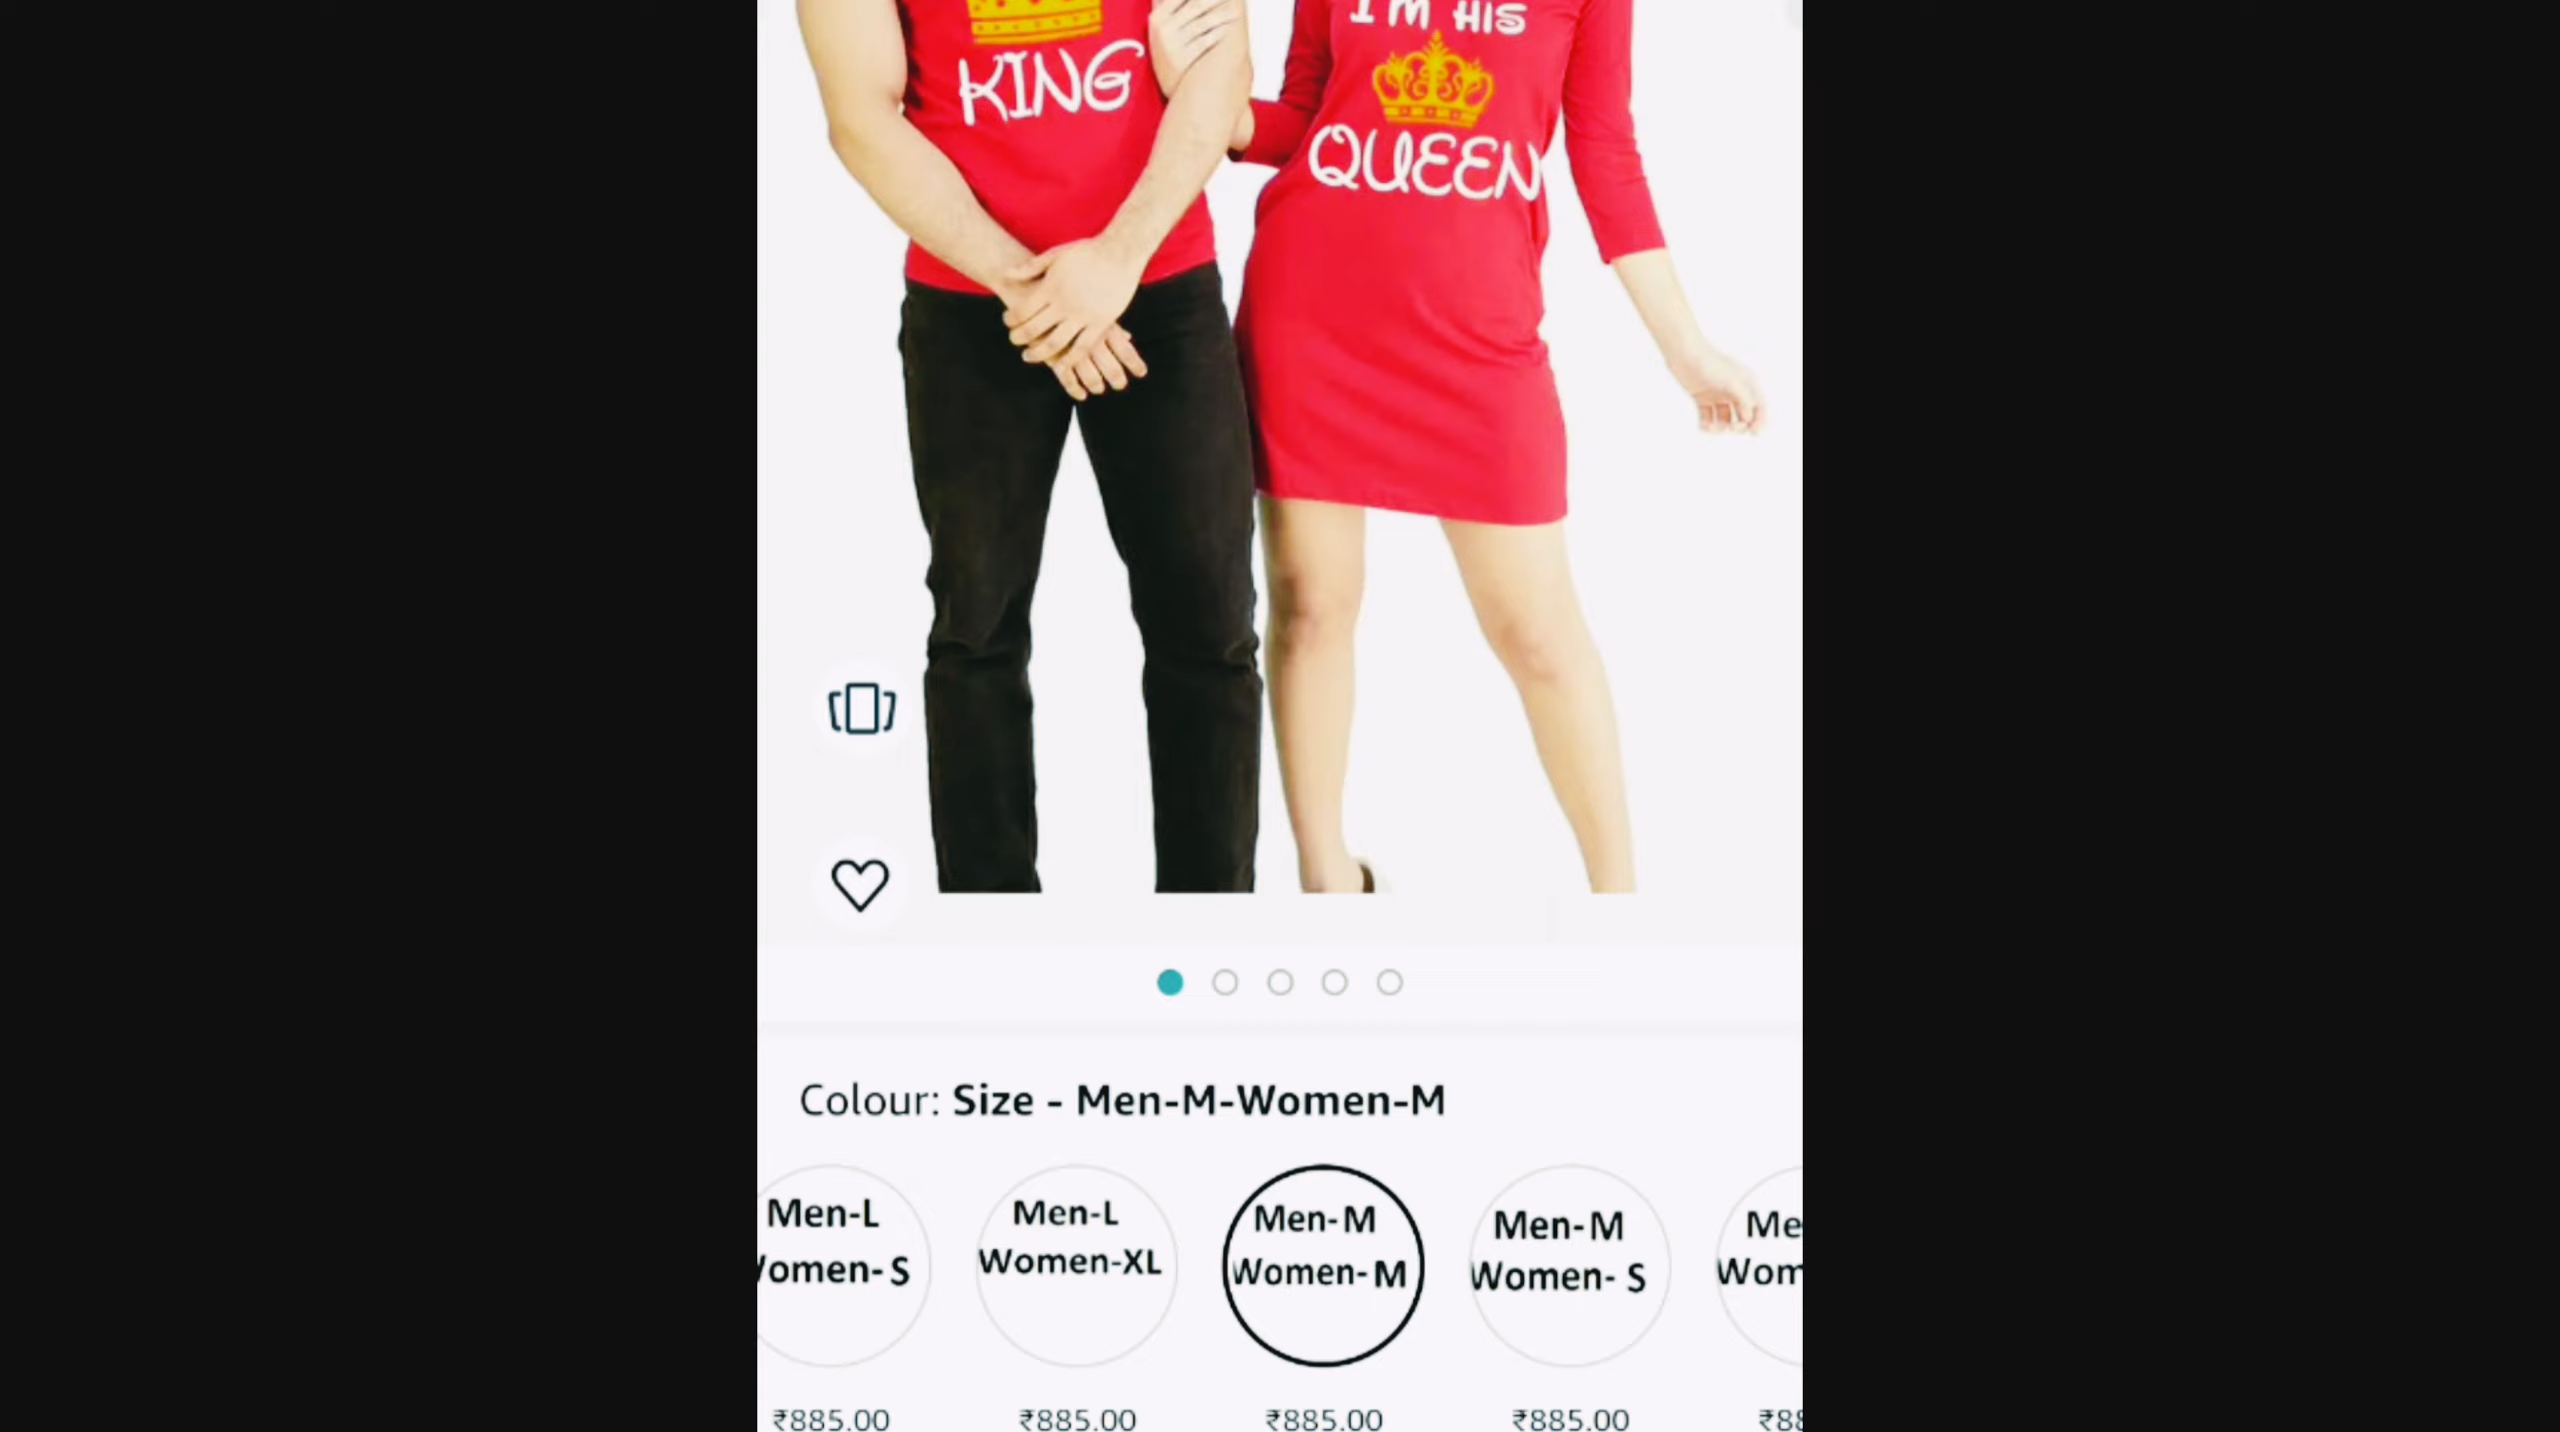 KING
I'M HIS
QUEEN
Colour: Size - Men-M-Women-M
Men-L
Women-S
Men-L
Women-XL
Men-M
Women-M
Men-M
Women- S
₹885.00
₹885.00
₹885.00
₹885.00